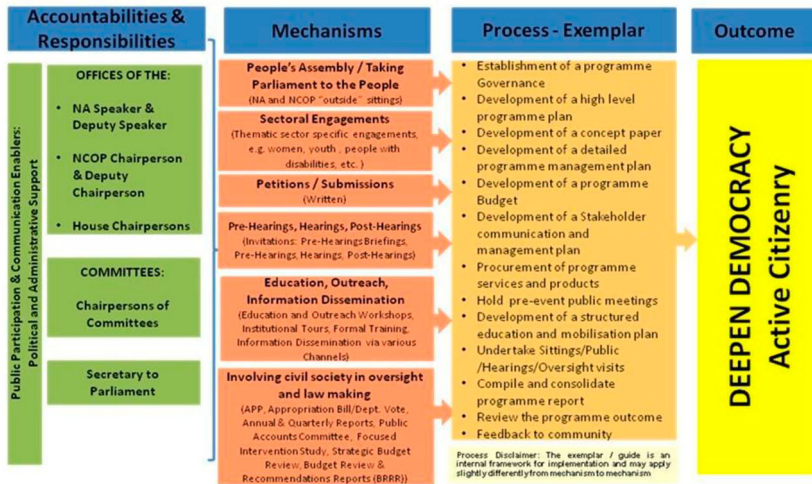 Accountabilities &
Responsibilities
Public Participation & Communication Enablers:
Political and Administrative Support
OFFICES OF THE:
• NA Speaker &
Deputy Speaker
• NCOP Chairperson
& Deputy
Chairperson
• House Chairpersons
COMMITTEES:
Chairpersons of
Committees
Secretary to
Parliament
Mechanisms
People's Assembly / Taking
Parliament to the People
(NA and NCOP "outside" sittings)
Sectoral Engagements
(Thematic sector specific engagements,
e.g. women, youth, people with
disabilities, etc.)
Petitions / Submissions
(Written)
Pre-Hearings, Hearings, Post-Hearings
(Invitations: Pre-Hearings Briefings,
Pre-Hearings, Hearings, Post-Hearings)
Education, Outreach,
Information Dissemination
(Education and Outreach Workshops,
Institutional Tours, Formal Training,
Information Dissemination via various
Channels)
Involving civil society in oversight
and law making
(APP, Appropriation Bill/Dept. Vote,
Annual & Quarterly Reports, Public
Accounts Committee, Focused
Intervention Study, Strategic Budget
Review, Budget Review &
Recommendations Reports (BRRR))
Process - Exemplar
• Establishment of a programme
Governance
• Development of a high level
programme plan
• Development of a concept paper
• Development of a detailed
programme management plan
• Development of a programme
Budget
• Development of a Stakeholder
communication and
management plan
• Procurement of programme
services and products
• Hold pre-event public meetings
• Development of a structured
education and mobilisation plan
• Undertake Sittings/Public
/Hearings/Oversight visits
• Compile and consolidate
programme report
• Review the programme outcome
• Feedback to community
Process Disclaimer: The exemplar / guide is an
internal framework for implementation and may apply
slightly differently from mechanism to mechanism
Outcome
DEEPEN DEMOCRACY
Active Citizenry